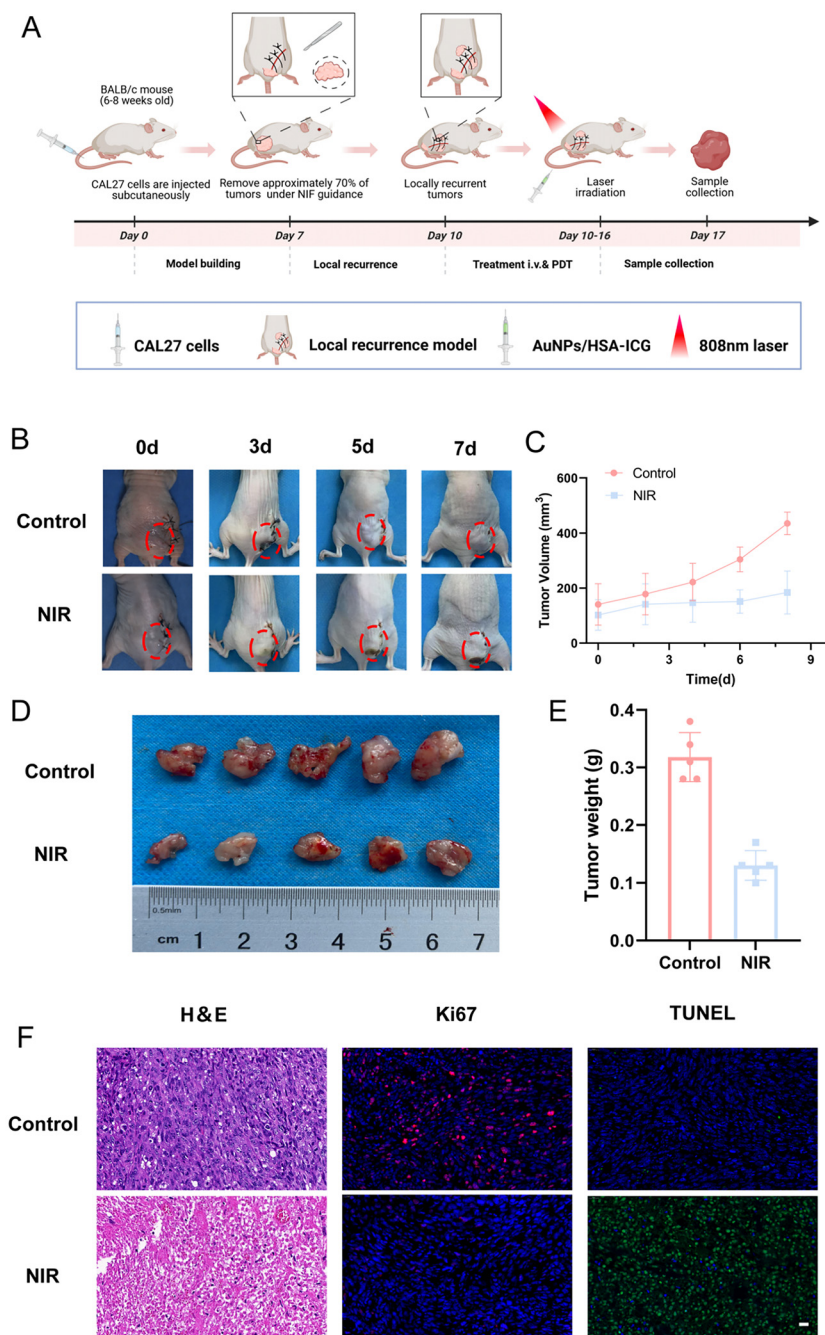 A
BALB/c mouse
(6-8 weeks old)
CAL27 cells are injected
subcutaneously
Remove approximately 70% of
tumors under NIF guidance
Locally recurrent
tumors
Laser
irradiation
Sample
collection
Day 0
Day 7
Day 10
Day 10-16
Day 17
Model building
Local recurrence
Treatment i.v.& PDT
Sample collection
CAL27 cells
Local recurrence model
AuNPs/HSA-ICG
808nm laser
B
0d
3d
5d
7d
Control
NIR
C
Control
NIR
Tumor Volume (mm³)
600
400
200
0
0
3
6
9
Time(d)
D
Control
NIR
0.5mm
cm 1 2 3 4 5 6 7
E
Tumor weight (g)
0.4
0.3
0.2
0.1
0.0
Control
NIR
F
H&E
Ki67
TUNEL
Control
NIR